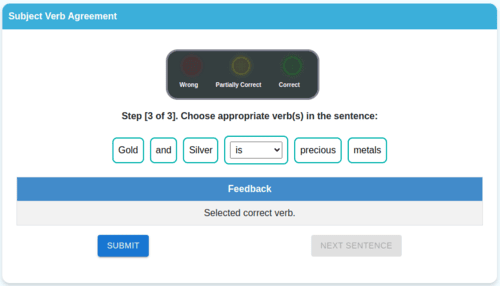 Subject Verb Agreement
Wrong Partially Correct Correct
Step [3 of 3]. Choose appropriate verb(s) in the sentence:
Gold and Silver is precious metals
Feedback
Selected correct verb.
SUBMIT NEXT SENTENCE